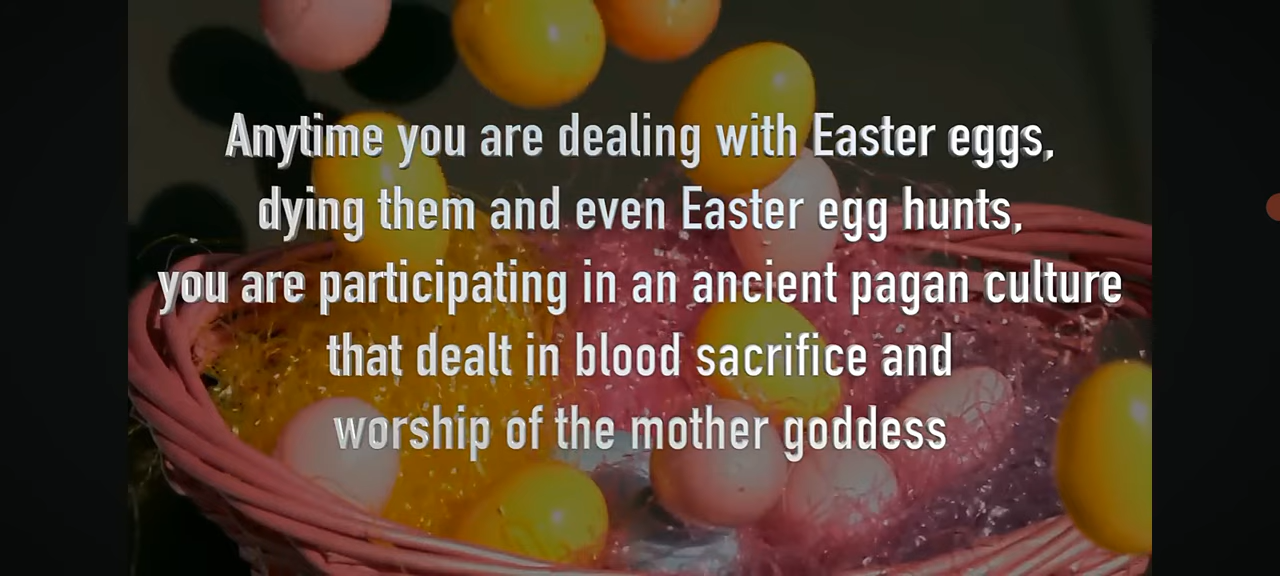 Anytime you are dealing with Easter eggs,
dying them and even Easter egg hunts,
you are participating in an ancient pagan culture
that dealt in blood sacrifice and
worship of the mother goddess